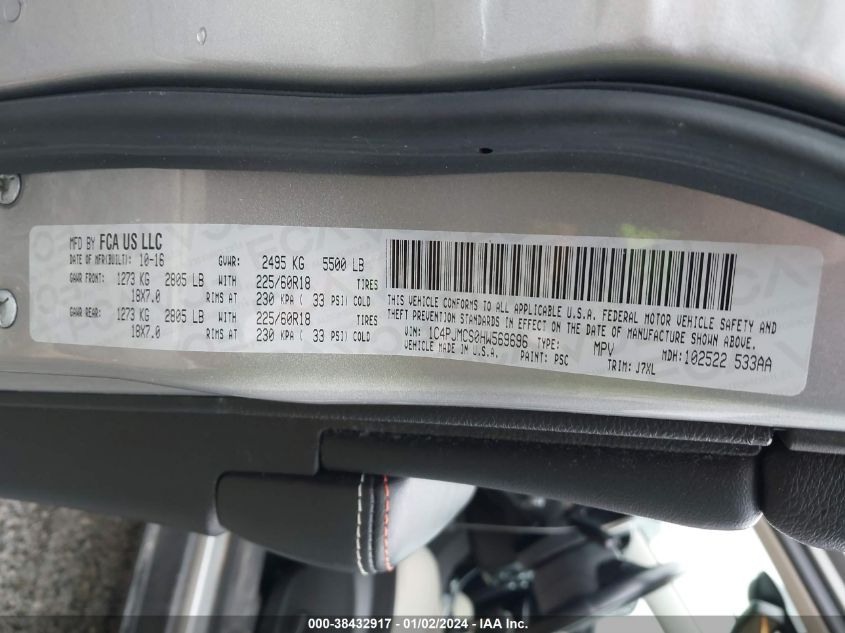 MFD BY FCA US LLC
DATE OF MFR(BUILT): 10-16 GVWR: 2495 KG 5500 LB
GAWR FRONT: 1273 KG 2805 LB WITH 225/60R18 TIRES
18X7.0 RIMS AT 230 KPA ( 33 PSI) COLD
GAWR REAR: 1273 KG 2805 LB WITH 225/60R18 TIRES
18X7.0 RIMS AT 230 KPA ( 33 PSI) COLD
THIS VEHICLE CONFORMS TO ALL APPLICABLE U.S.A. FEDERAL MOTOR VEHICLE SAFETY AND
THEFT PREVENTION STANDARDS IN EFFECT ON THE DATE OF MANUFACTURE SHOWN ABOVE.
VIN: 1C4PJMCS0HW569696 TYPE: MPV MDH: 102522 533AA
VEHICLE MADE IN U.S.A. PAINT: PSC TRIM: J7XL
000-38432917 - 01/02/2024 - IAA Inc.